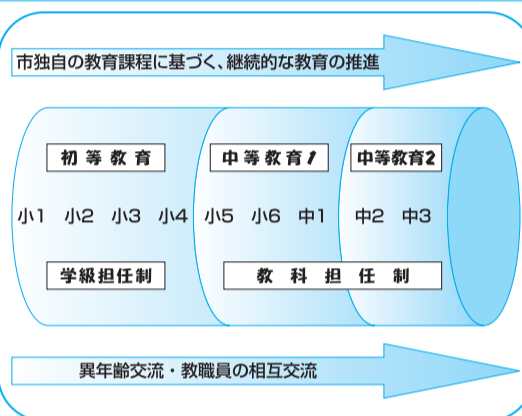 市独自の教育課程に基づく、継続的な教育の推進
初等教育 中等教育1 中等教育2
小1 小2 小3 小4 小5 小6 中1 中2 中3
学級担任制 教科担任制
異年齢交流・教職員の相互交流